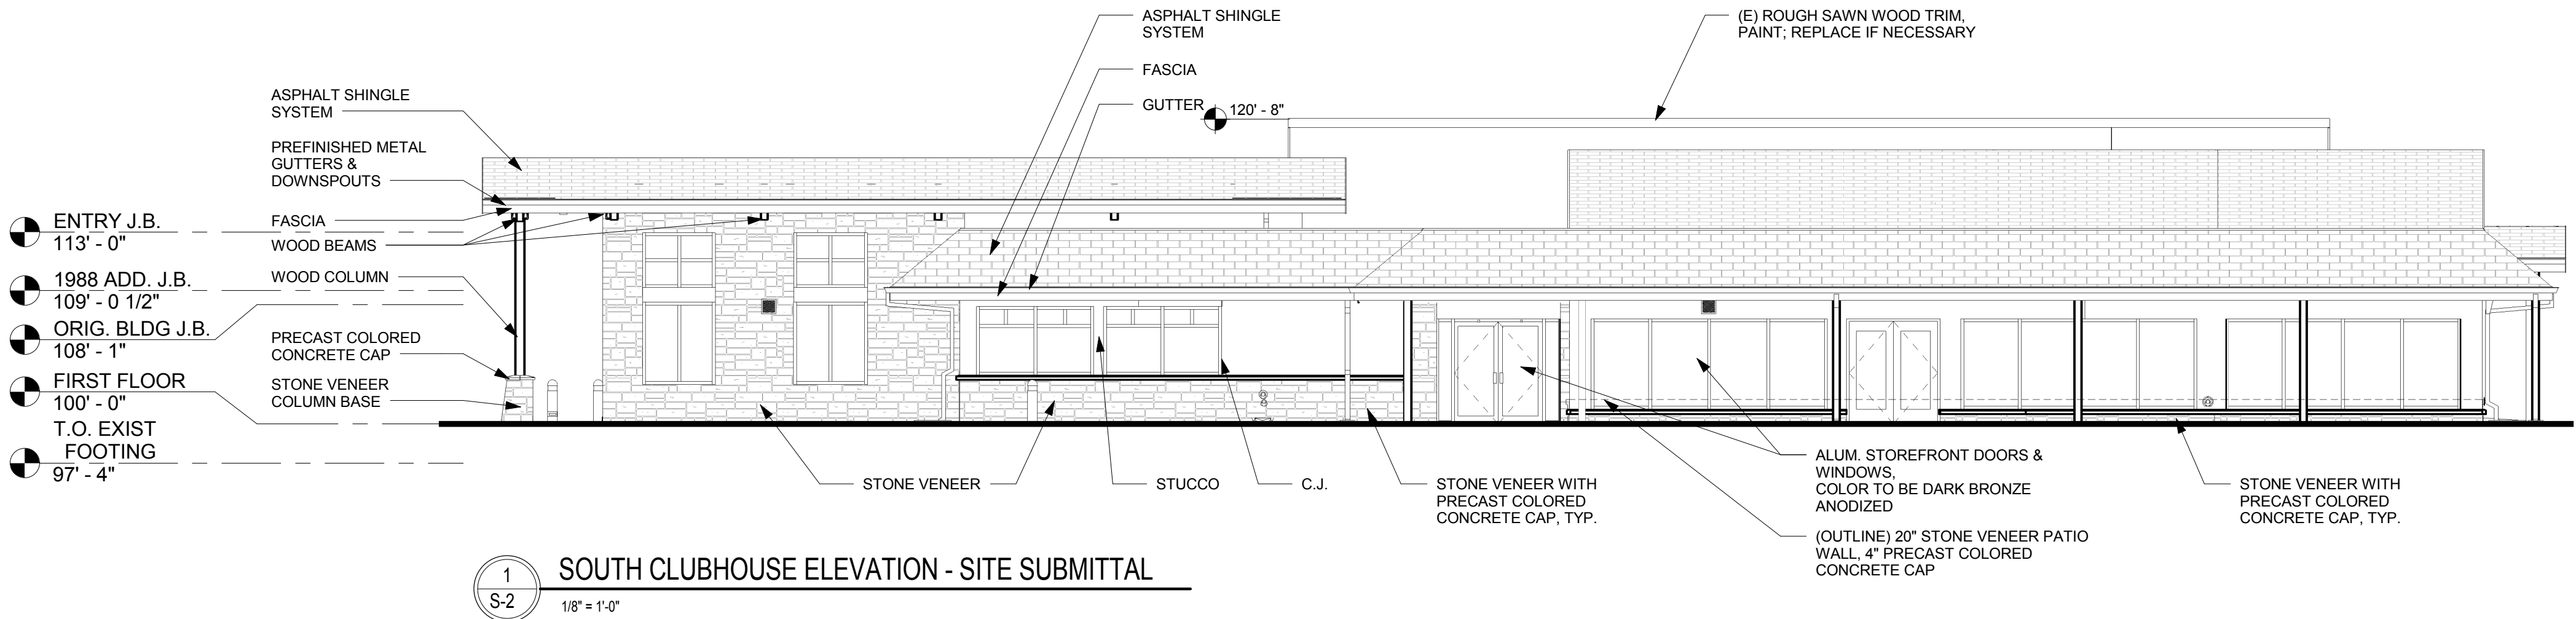 ASPHALT SHINGLE
SYSTEM
(E) ROUGH SAWN WOOD TRIM,
PAINT; REPLACE IF NECESSARY
FASCIA
GUTTER
120' - 8"
ASPHALT SHINGLE
SYSTEM
PREFINISHED METAL
GUTTERS &
DOWNSPOUTS
FASCIA
WOOD BEAMS
WOOD COLUMN
PRECAST COLORED
CONCRETE CAP
STONE VENEER
COLUMN BASE
ENTRY J.B.
113' - 0"
1988 ADD. J.B.
109' - 0 1/2"
ORIG. BLDG J.B.
108' - 1"
FIRST FLOOR
100' - 0"
T.O. EXIST
FOOTING
97' - 4"
STONE VENEER
STUCCO
C.J.
STONE VENEER WITH
PRECAST COLORED
CONCRETE CAP, TYP.
ALUM. STOREFRONT DOORS &
WINDOWS,
COLOR TO BE DARK BRONZE
ANODIZED
(OUTLINE) 20" STONE VENEER PATIO
WALL, 4" PRECAST COLORED
CONCRETE CAP
STONE VENEER WITH
PRECAST COLORED
CONCRETE CAP, TYP.
1
S-2
SOUTH CLUBHOUSE ELEVATION - SITE SUBMITTAL
1/8" = 1'-0"